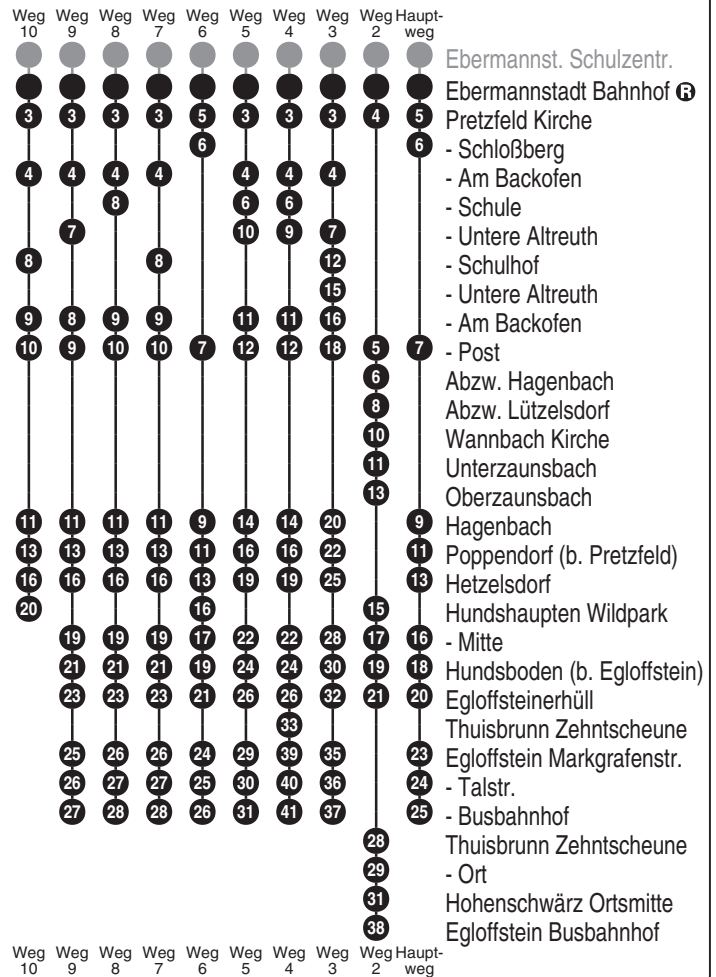 Weg Weg Weg Weg Weg Weg Weg Weg Weg Haupt-
10 9 8 7 6 5 4 3 2 weg
Ebermannst. Schulzentr.
Ebermannstadt Bahnhof R
3 3 3 3 5 3 3 3 4 5 Pretzfeld Kirche
6 6 - Schloßberg
4 4 4 4 4 4 4 - Am Backofen
8 6 6 - Schule
7 10 9 7 - Untere Altreuth
8 8 12 - Schulhof
15 - Untere Altreuth
9 8 9 9 11 11 16 - Am Backofen
10 9 10 10 7 12 12 18 5 7 - Post
6 Abzw. Hagenbach
8 Abzw. Lützelsdorf
10 Wannbach Kirche
11 Unterzaunsbach
13 Oberzaunsbach
11 11 11 11 9 14 14 20 9 Hagenbach
13 13 13 13 11 16 16 22 11 Poppendorf (b. Pretzfeld)
16 16 16 16 13 19 19 25 13 Hetzelsdorf
20 16 15 Hundshaupten Wildpark
19 19 19 17 22 22 28 17 16 - Mitte
21 21 21 19 24 24 30 19 18 Hundsboden (b. Egloffstein)
23 23 23 21 26 26 32 21 20 Egloffsteinerhüll
33 Thuisbrunn Zehntscheune
25 26 26 24 29 39 35 23 Egloffstein Markgrafenstr.
26 27 27 25 30 40 36 24 - Talstr.
27 28 28 26 31 41 37 25 - Busbahnhof
28 Thuisbrunn Zehntscheune
29 - Ort
31 Hohenschwärz Ortsmitte
38 Egloffstein Busbahnhof
Weg Weg Weg Weg Weg Weg Weg Weg Weg Haupt-
10 9 8 7 6 5 4 3 2 weg